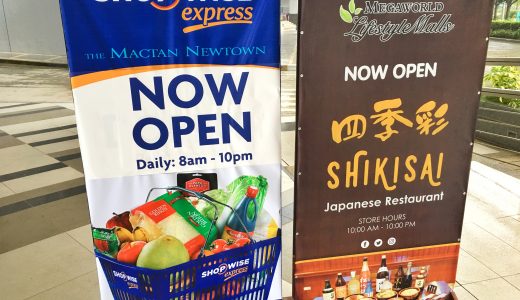 SHOPWISE
express
THE MACTAN NEWTOWN
NOW
OPEN
Daily: 8am - 10pm
SHOPWISE
express
MEGAWORLD
Lifestyle Malls
NOW OPEN
四季彩
SHIKISAI
Japanese Restaurant
STORE HOURS
10:00 AM - 10:00 PM